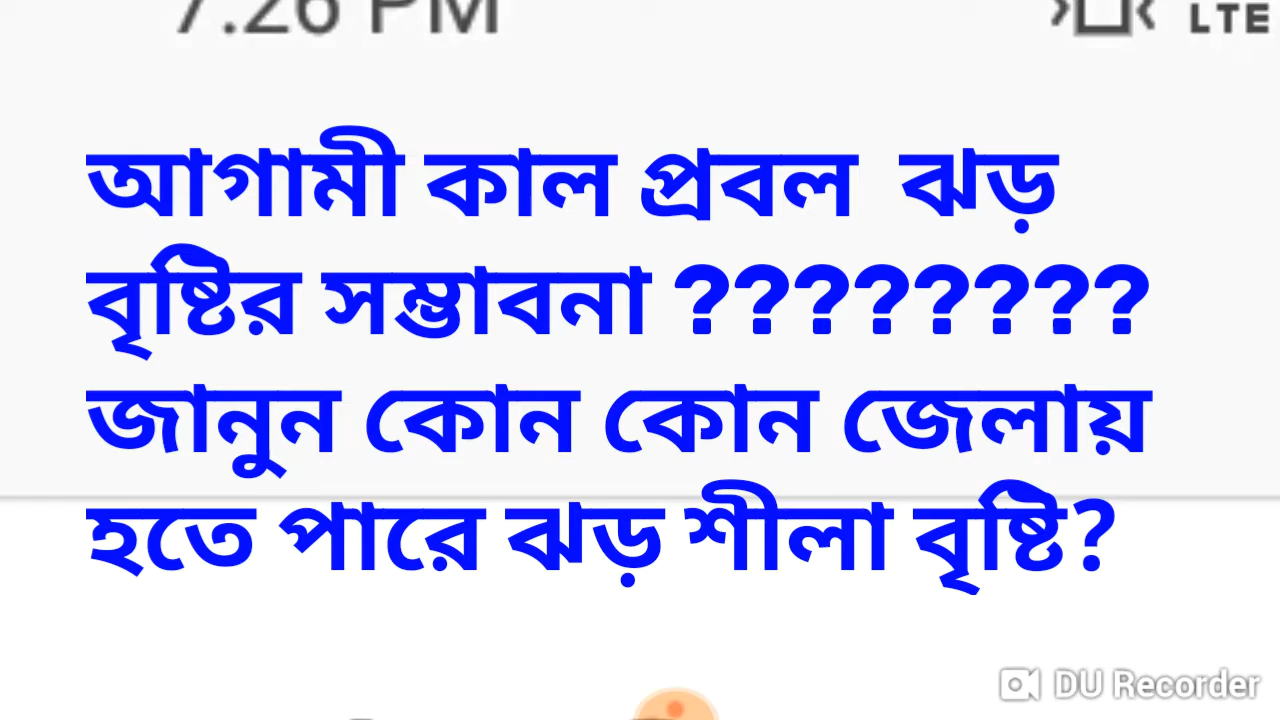 7.26 PM
LTE
আগামী কাল প্রবল ঝড়
বৃষ্টির সম্ভাবনা ????????
জানুন কোন কোন জেলায়
হতে পারে ঝড় শীলা বৃষ্টি?
DU Recorder